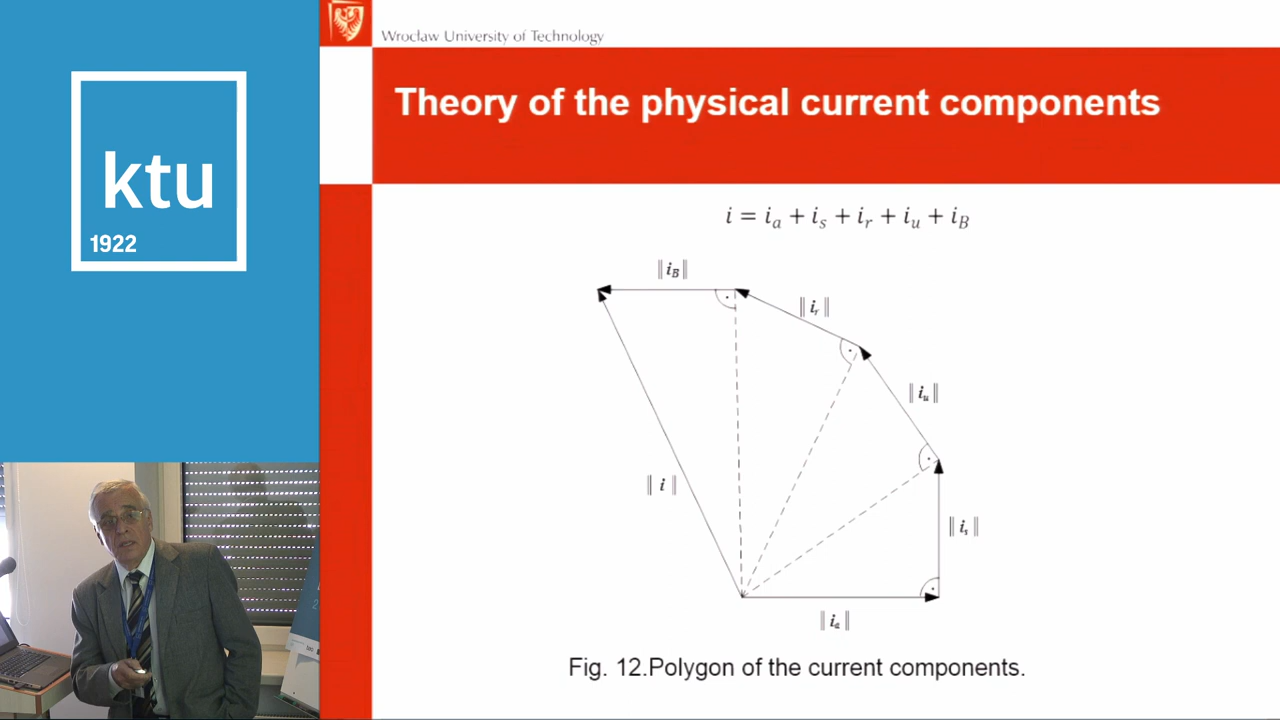 ktu
1922
Wrocław University of Technology
Theory of the physical current components
i = i_a + i_s + i_r + i_u + i_B
‖ i_B ‖
‖ i_r ‖
‖ i_u ‖
‖ i ‖
‖ i_s ‖
‖ i_a ‖
Fig. 12.Polygon of the current components.